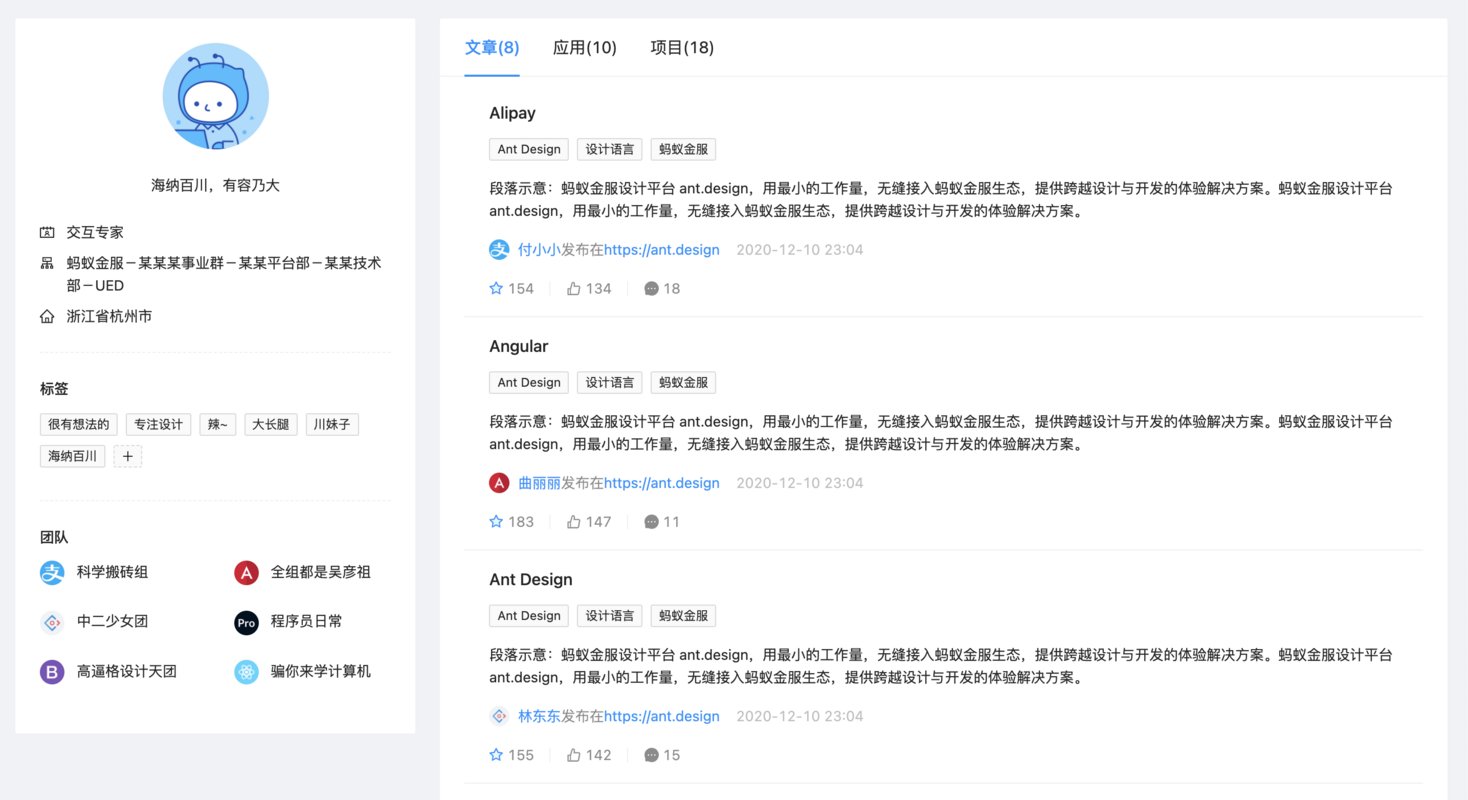 海纳百川，有容乃大
交互专家
蚂蚁金服－某某某事业群－某某平台部－某某技术
部－UED
浙江省杭州市
标签
很有想法的 专注设计 辣~ 大长腿 川妹子
海纳百川 +
团队
科学搬砖组 A 全组都是吴彦祖
中二少女团 Pro 程序员日常
B 高逼格设计天团 骗你来学计算机
文章(8) 应用(10) 项目(18)
Alipay
Ant Design 设计语言 蚂蚁金服
段落示意：蚂蚁金服设计平台 ant.design，用最小的工作量，无缝接入蚂蚁金服生态，提供跨越设计与开发的体验解决方案。蚂蚁金服设计平台
ant.design，用最小的工作量，无缝接入蚂蚁金服生态，提供跨越设计与开发的体验解决方案。
支 付小小发布在https://ant.design 2020-12-10 23:04
154 134 18
Angular
Ant Design 设计语言 蚂蚁金服
段落示意：蚂蚁金服设计平台 ant.design，用最小的工作量，无缝接入蚂蚁金服生态，提供跨越设计与开发的体验解决方案。蚂蚁金服设计平台
ant.design，用最小的工作量，无缝接入蚂蚁金服生态，提供跨越设计与开发的体验解决方案。
A 曲丽丽发布在https://ant.design 2020-12-10 23:04
183 147 11
Ant Design
Ant Design 设计语言 蚂蚁金服
段落示意：蚂蚁金服设计平台 ant.design，用最小的工作量，无缝接入蚂蚁金服生态，提供跨越设计与开发的体验解决方案。蚂蚁金服设计平台
ant.design，用最小的工作量，无缝接入蚂蚁金服生态，提供跨越设计与开发的体验解决方案。
林东东发布在https://ant.design 2020-12-10 23:04
155 142 15